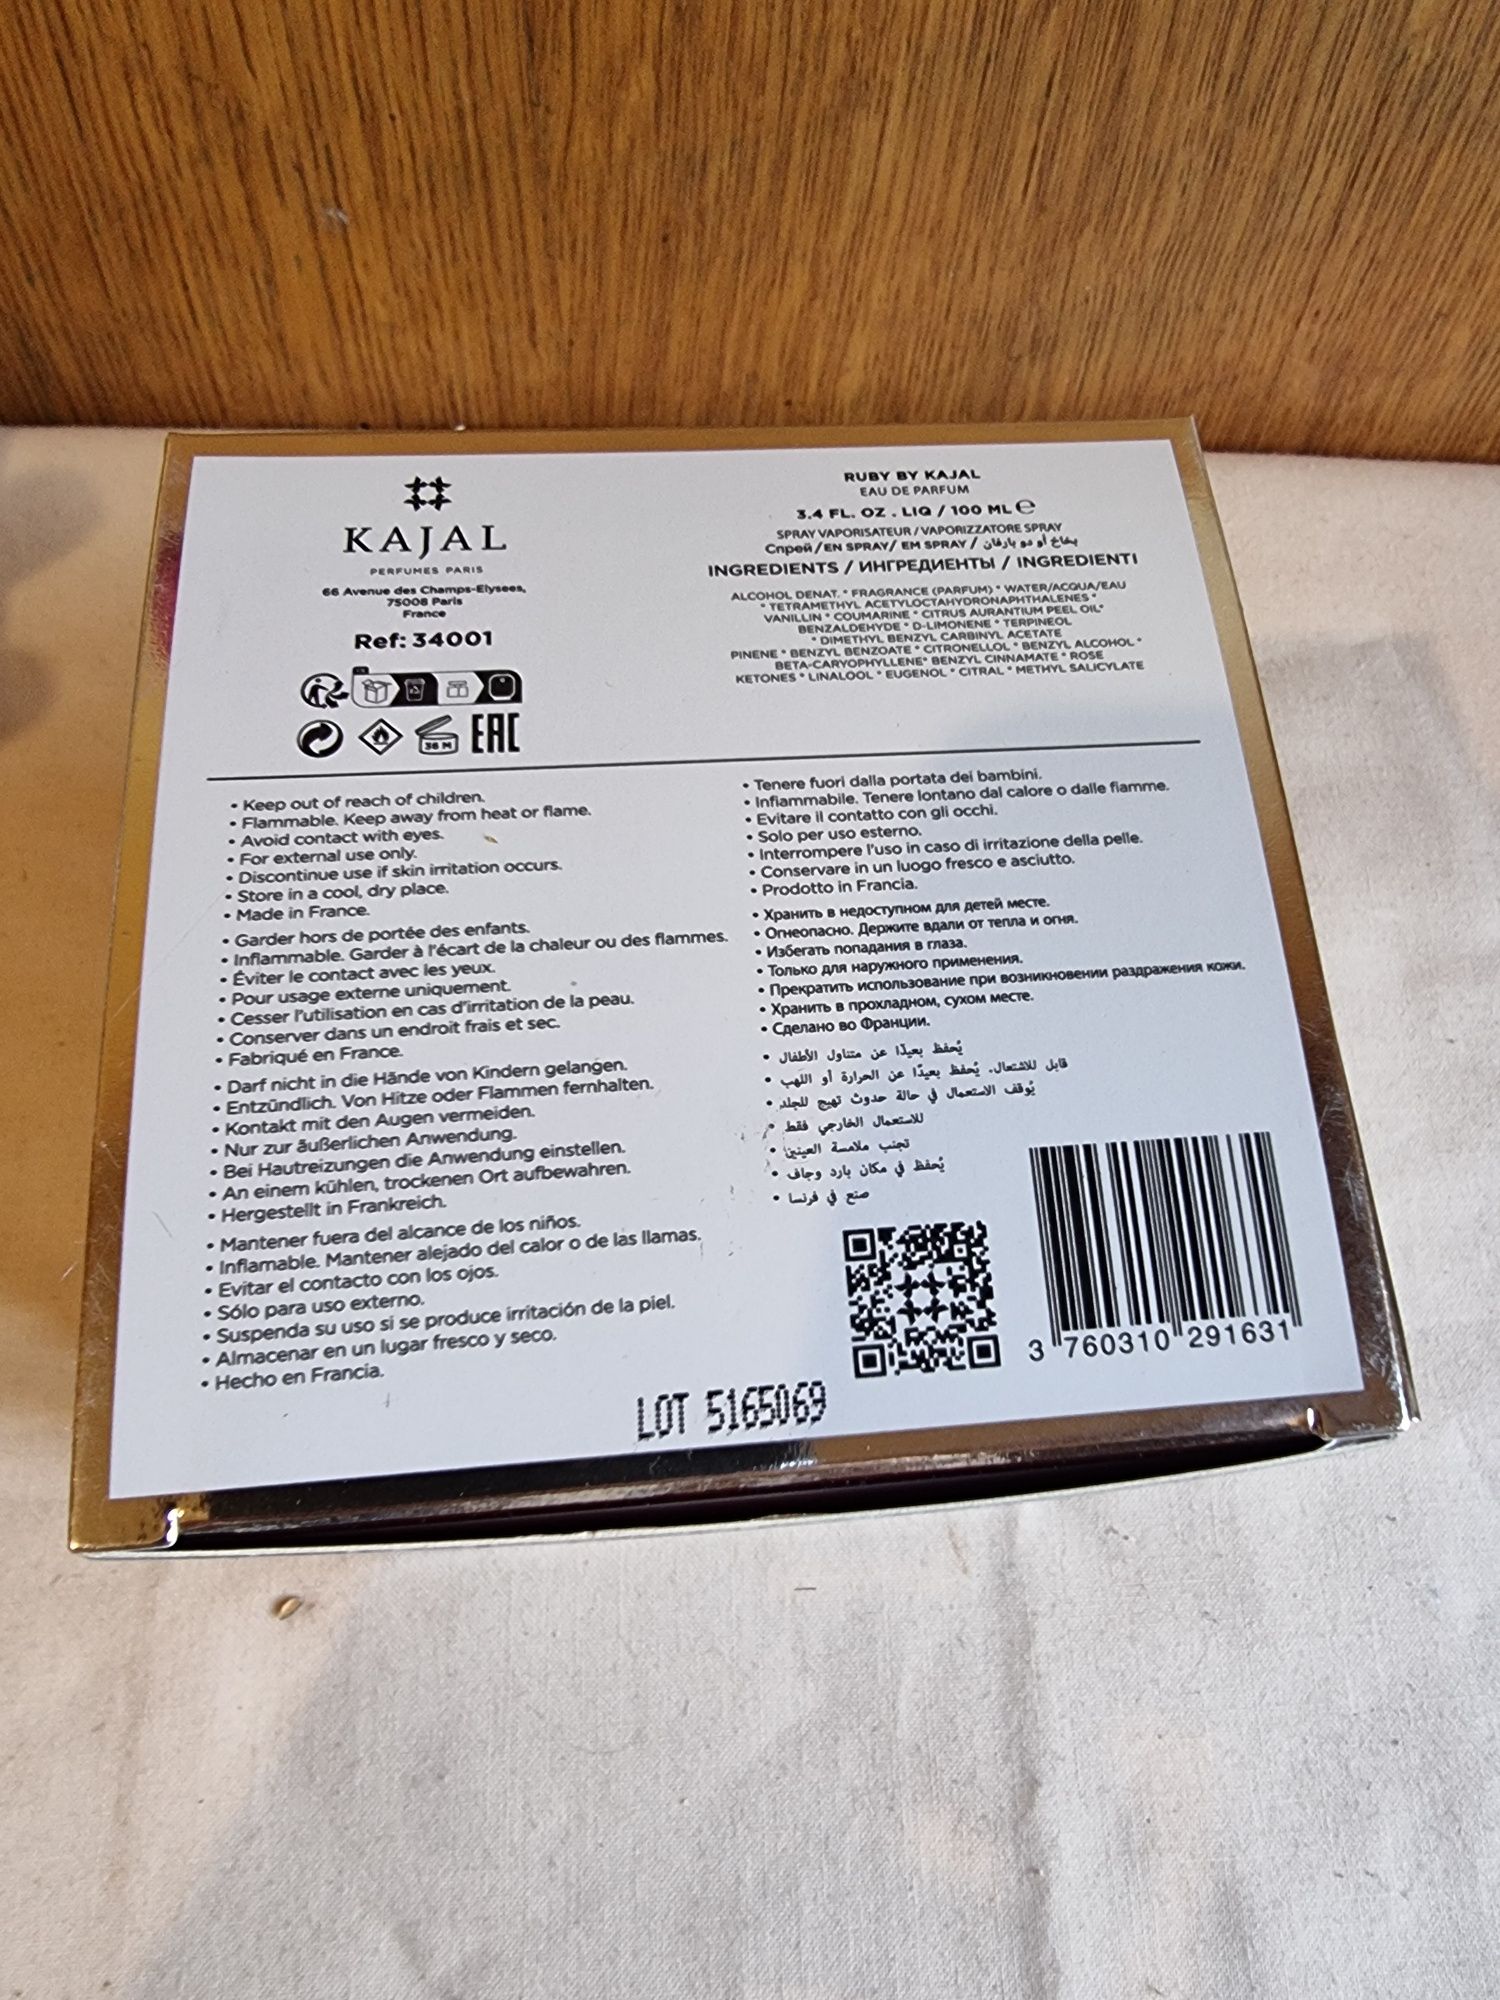 KAJAL
PERFUMES PARIS
66 Avenue des Champs-Elysees,
75008 Paris
France
Ref: 34001
36 M
EAC
RUBY BY KAJAL
EAU DE PARFUM
3.4 FL. OZ . LIQ / 100 ML ℮
SPRAY VAPORISATEUR / VAPORIZZATORE SPRAY
Спрей / EN SPRAY/ EM SPRAY / بخاخ أو دو بارفان
INGREDIENTS / ИНГРЕДИЕНТЫ / INGREDIENTI
ALCOHOL DENAT. * FRAGRANCE (PARFUM) * WATER/ACQUA/EAU
* TETRAMETHYL ACETYLOCTAHYDRONAPHTHALENES *
VANILLIN * COUMARINE * CITRUS AURANTIUM PEEL OIL*
BENZALDEHYDE * D-LIMONENE * TERPINEOL
* DIMETHYL BENZYL CARBINYL ACETATE
PINENE * BENZYL BENZOATE * CITRONELLOL * BENZYL ALCOHOL *
BETA-CARYOPHYLLENE* BENZYL CINNAMATE * ROSE
KETONES * LINALOOL * EUGENOL * CITRAL * METHYL SALICYLATE
• Keep out of reach of children.
• Flammable. Keep away from heat or flame.
• Avoid contact with eyes.
• For external use only.
• Discontinue use if skin irritation occurs.
• Store in a cool, dry place.
• Made in France.
• Garder hors de portée des enfants.
• Inflammable. Garder à l'écart de la chaleur ou des flammes.
• Éviter le contact avec les yeux.
• Pour usage externe uniquement.
• Cesser l'utilisation en cas d'irritation de la peau.
• Conserver dans un endroit frais et sec.
• Fabriqué en France.
• Darf nicht in die Hände von Kindern gelangen.
• Entzündlich. Von Hitze oder Flammen fernhalten.
• Kontakt mit den Augen vermeiden.
• Nur zur äußerlichen Anwendung.
• Bei Hautreizungen die Anwendung einstellen.
• An einem kühlen, trockenen Ort aufbewahren.
• Hergestellt in Frankreich.
• Mantener fuera del alcance de los niños.
• Inflamable. Mantener alejado del calor o de las llamas.
• Evitar el contacto con los ojos.
• Sólo para uso externo.
• Suspenda su uso si se produce irritación de la piel.
• Almacenar en un lugar fresco y seco.
• Hecho en Francia.
• Tenere fuori dalla portata dei bambini.
• Infiammabile. Tenere lontano dal calore o dalle fiamme.
• Evitare il contatto con gli occhi.
• Solo per uso esterno.
• Interrompere l'uso in caso di irritazione della pelle.
• Conservare in un luogo fresco e asciutto.
• Prodotto in Francia.
• Хранить в недоступном для детей месте.
• Огнеопасно. Держите вдали от тепла и огня.
• Избегать попадания в глаза.
• Только для наружного применения.
• Прекратить использование при возникновении раздражения кожи.
• Хранить в прохладном, сухом месте.
• Сделано во Франции.
• يُحفظ بعيدًا عن متناول الأطفال
• قابل للاشتعال. يُحفظ بعيدًا عن الحرارة أو اللهب
• يُوقف الاستعمال في حالة حدوث تهيج للجلد
• للاستعمال الخارجي فقط
• تجنب ملامسة العينين
• يُحفظ في مكان بارد وجاف
• صنع في فرنسا
3 760310 291631
LOT 5165069